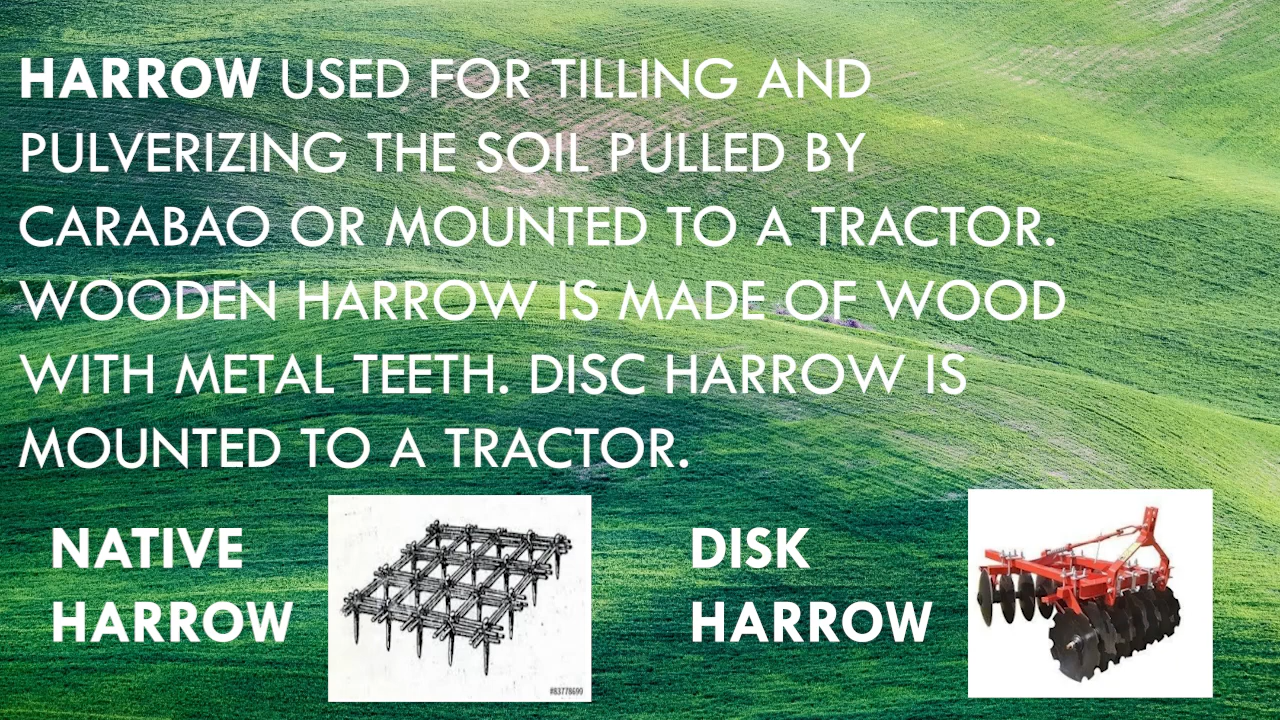 HARROW USED FOR TILLING AND
PULVERIZING THE SOIL PULLED BY
CARABAO OR MOUNTED TO A TRACTOR.
WOODEN HARROW IS MADE OF WOOD
WITH METAL TEETH. DISC HARROW IS
MOUNTED TO A TRACTOR.
NATIVE
HARROW
#83778699
DISK
HARROW